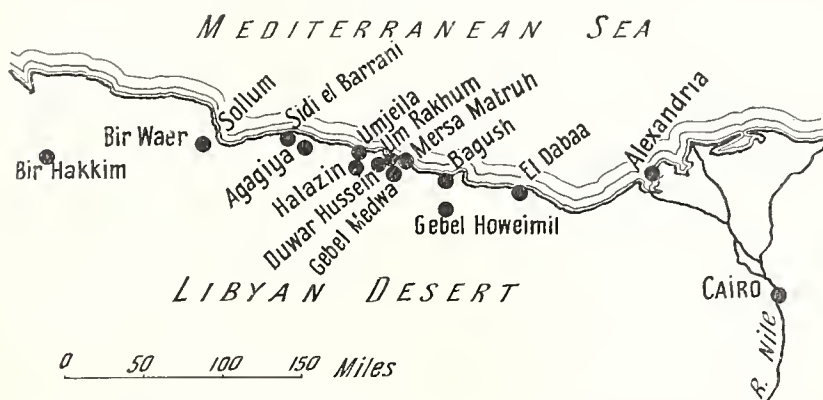 MEDITERRANEAN SEA
Sollum
Sidi el Barrani
Umjeila
Um Rakhum
Mersa Matruh
Bagush
El Dabaa
Alexandria
Bir Waer
Bir Hakkim
Agagiya
Halazin
Duwar Hussein
Gebel Medwa
Gebel Howeimil
LIBYAN DESERT
CAIRO
R. Nile
0 50 100 150 Miles